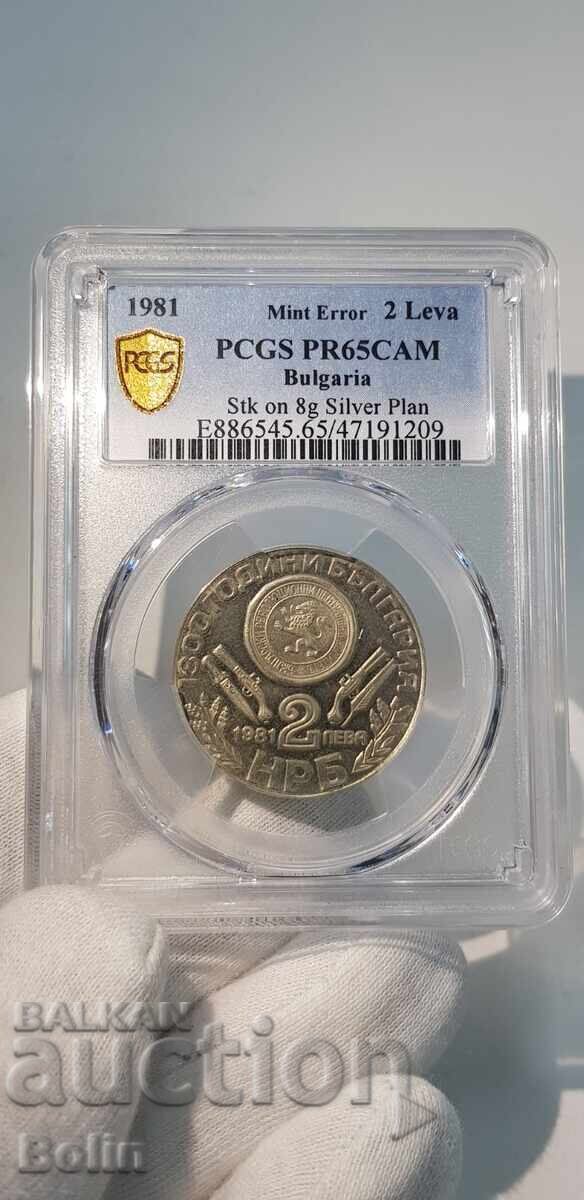 1981 Mint Error 2 Leva
PCGS PR65CAM
Bulgaria
Stk on 8g Silver Plan
E886545.65/47191209
PCGS
1300 ГОДИНИ БЪЛГАРИЯ
1981 2 ЛЕВА
НРБ
BALKAN
auction
Bolin